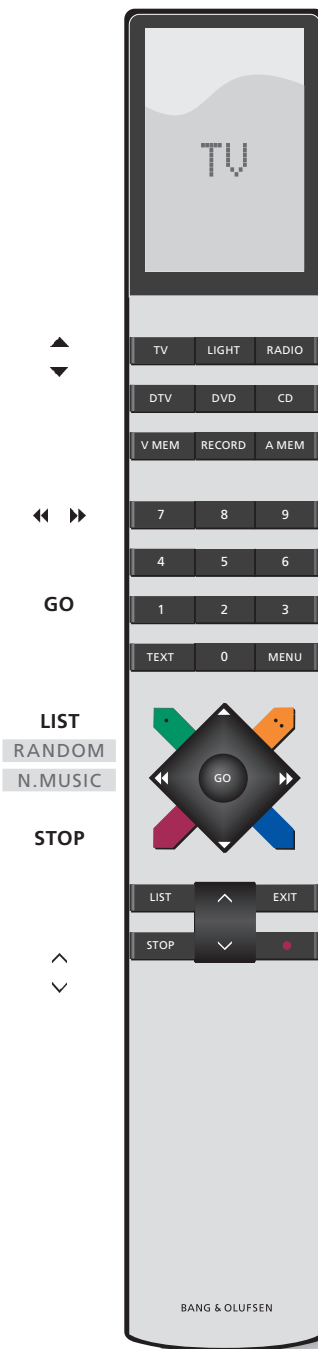 TV
TV LIGHT RADIO
DTV DVD CD
V MEM RECORD A MEM
7 8 9
4 5 6
GO
1 2 3
TEXT 0 MENU
LIST
RANDOM
N.MUSIC
GO
STOP
LIST EXIT
STOP
BANG & OLUFSEN